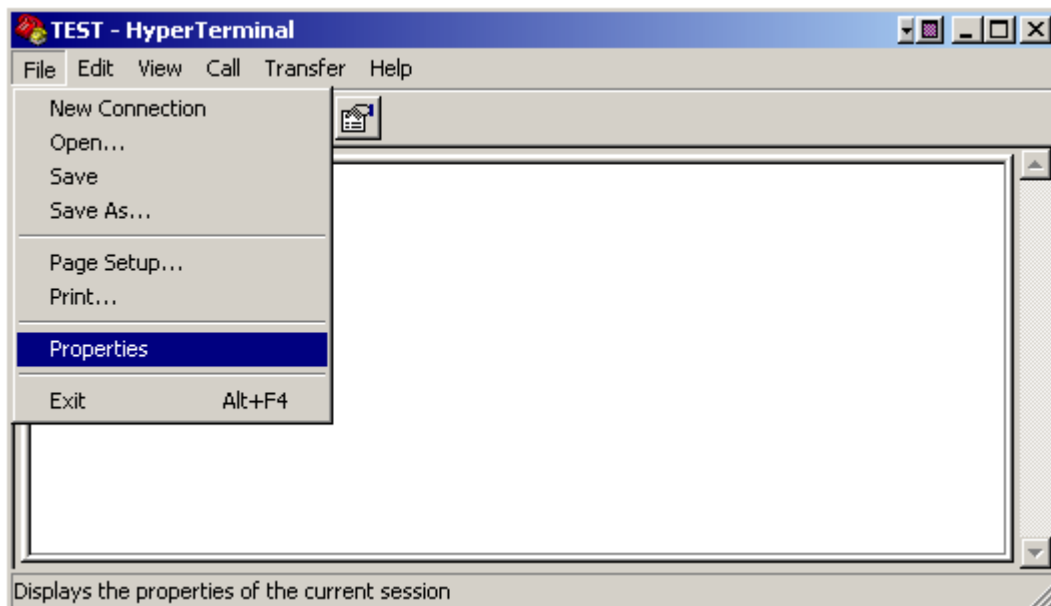 TEST - HyperTerminal
File Edit View Call Transfer Help
New Connection
Open...
Save
Save As...
Page Setup...
Print...
Properties
Exit Alt+F4
Displays the properties of the current session